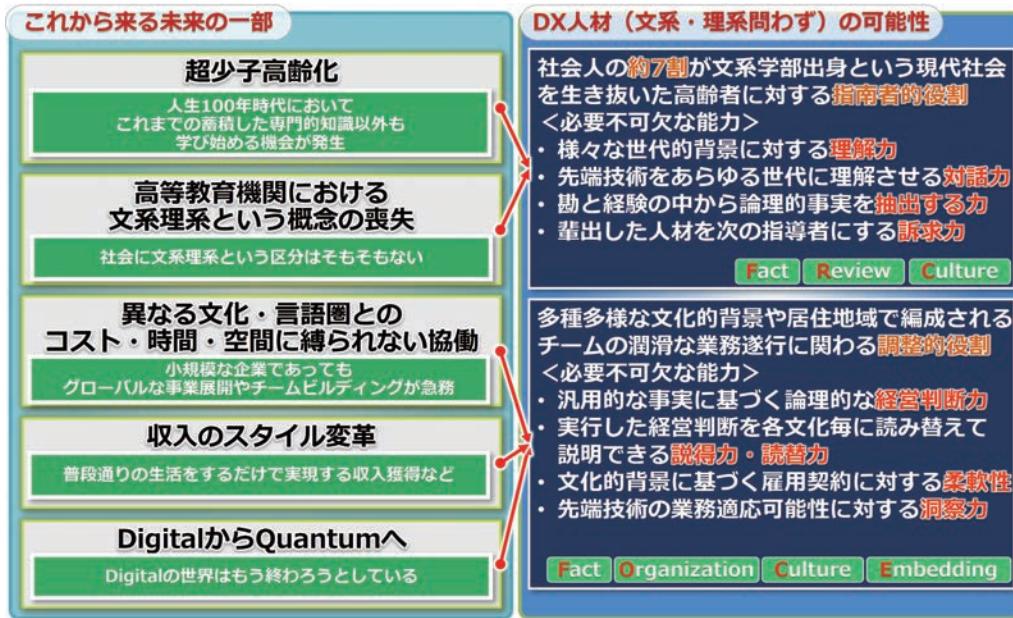 これから来る未来の一部
超少子高齢化
人生100年時代において
これまでの蓄積した専門的知識以外も
学び始める機会が発生
高等教育機関における
文系理系という概念の喪失
社会に文系理系という区分はそもそもない
異なる文化・言語圏との
コスト・時間・空間に縛られない協働
小規模な企業であっても
グローバルな事業展開やチームビルディングが急務
収入のスタイル変革
普段通りの生活をするだけで実現する収入獲得など
DigitalからQuantumへ
Digitalの世界はもう終わろうとしている
DX人材（文系・理系問わず）の可能性
社会人の約7割が文系学部出身という現代社会
を生き抜いた高齢者に対する指南者的役割
＜必要不可欠な能力＞
・ 様々な世代的背景に対する理解力
・ 先端技術をあらゆる世代に理解させる対話力
・ 勘と経験の中から論理的事実を抽出する力
・ 輩出した人材を次の指導者にする訴求力
Fact Review Culture
多種多様な文化的背景や居住地域で編成される
チームの潤滑な業務遂行に関わる調整的役割
＜必要不可欠な能力＞
・ 汎用的な事実に基づく論理的な経営判断力
・ 実行した経営判断を各文化毎に読み替えて
説明できる説得力・読替力
・ 文化的背景に基づく雇用契約に対する柔軟性
・ 先端技術の業務適応可能性に対する洞察力
Fact Organization Culture Embedding